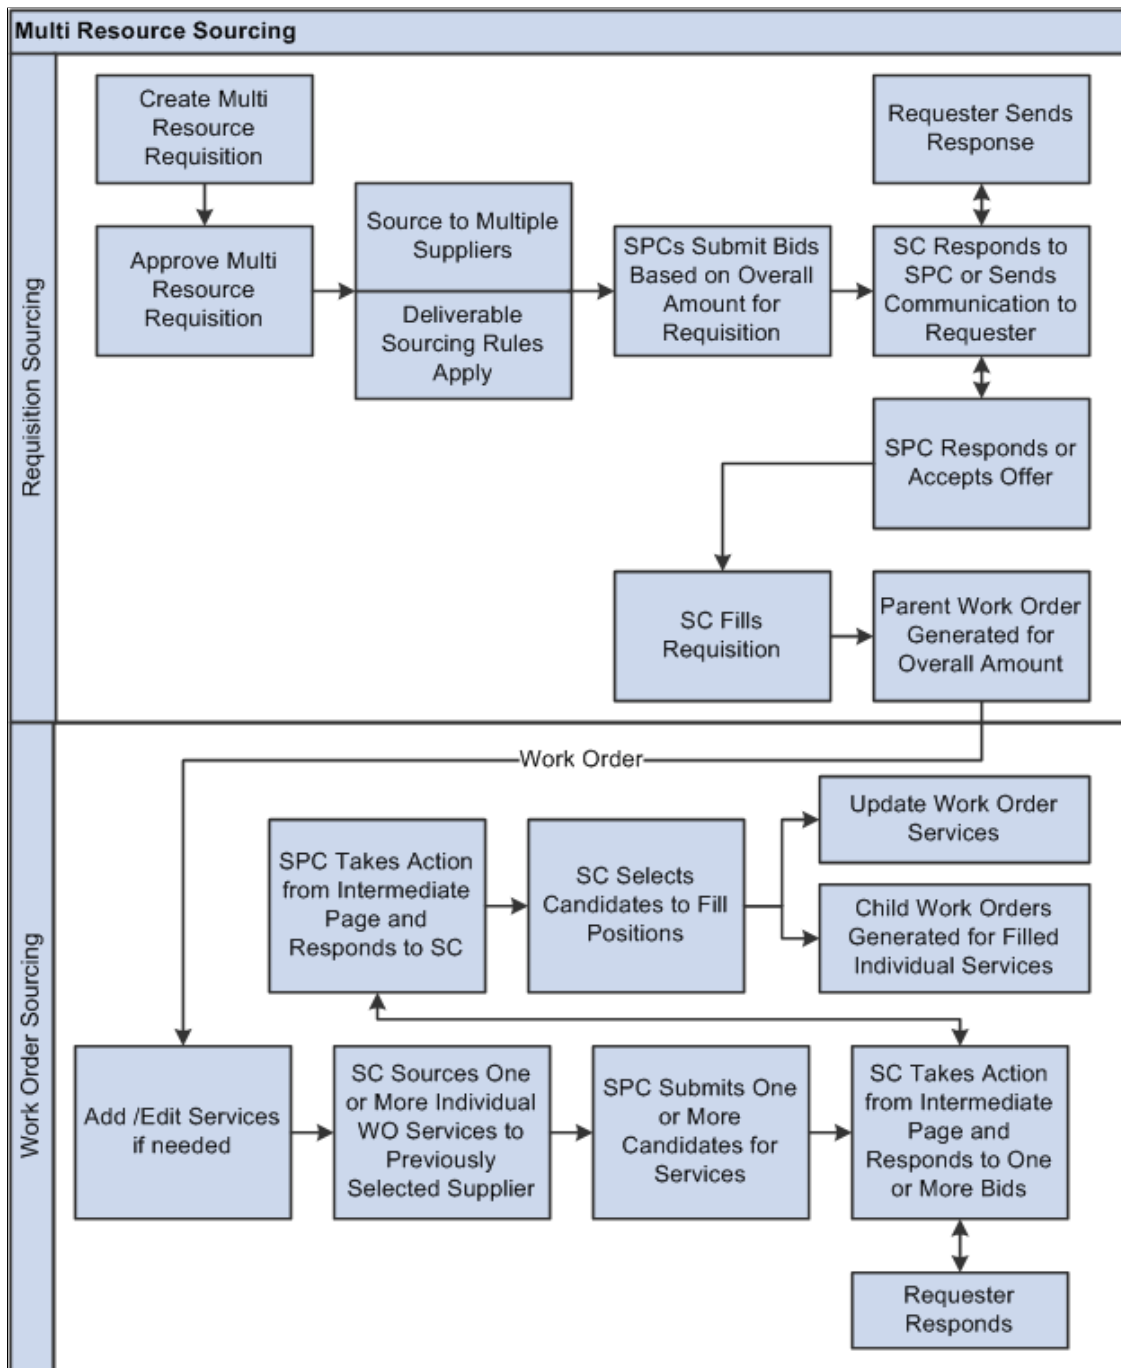 Multi Resource Sourcing
Requisition Sourcing
Create Multi
Resource
Requisition
Approve Multi
Resource
Requisition
Source to Multiple
Suppliers
Deliverable
Sourcing Rules
Apply
SPCs Submit Bids
Based on Overall
Amount for
Requisition
Requester Sends
Response
SC Responds to
SPC or Sends
Communication to
Requester
SPC Responds or
Accepts Offer
SC Fills
Requisition
Parent Work Order
Generated for
Overall Amount
Work Order Sourcing
Work Order
SPC Takes Action
from Intermediate
Page and
Responds to SC
SC Selects
Candidates to Fill
Positions
Update Work Order
Services
Child Work Orders
Generated for Filled
Individual Services
Add /Edit Services
if needed
SC Sources One
or More Individual
WO Services to
Previously
Selected Supplier
SPC Submits One
or More
Candidates for
Services
SC Takes Action
from Intermediate
Page and
Responds to One
or More Bids
Requester
Responds